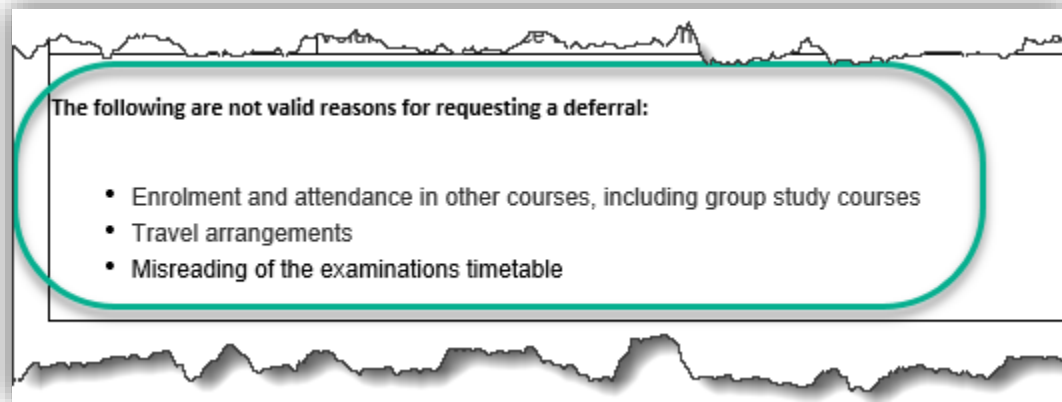 The following are not valid reasons for requesting a deferral:
• Enrolment and attendance in other courses, including group study courses
• Travel arrangements
• Misreading of the examinations timetable